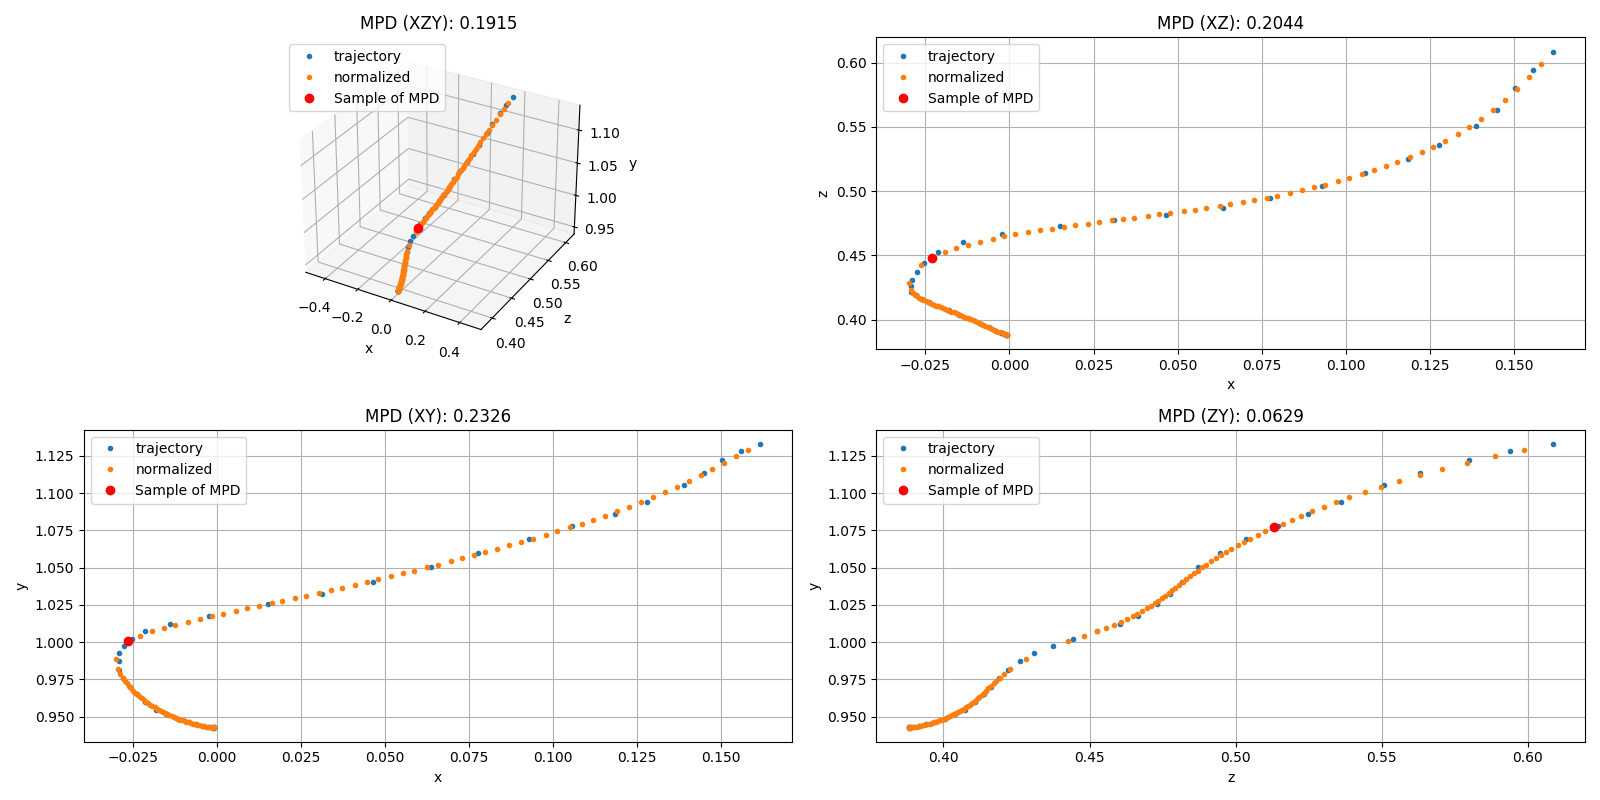 MPD (XZY): 0.1915
trajectory
normalized
Sample of MPD
1.10
1.05
1.00
0.95
y
0.60
0.55
0.50
0.45
0.40
z
−0.4
−0.2
0.0
0.2
0.4
x
MPD (XZ): 0.2044
trajectory
normalized
Sample of MPD
0.60
0.55
0.50
0.45
0.40
z
−0.025 0.000 0.025 0.050 0.075 0.100 0.125 0.150
x
MPD (XY): 0.2326
trajectory
normalized
Sample of MPD
1.125
1.100
1.075
1.050
1.025
1.000
0.975
0.950
y
−0.025 0.000 0.025 0.050 0.075 0.100 0.125 0.150
x
MPD (ZY): 0.0629
trajectory
normalized
Sample of MPD
1.125
1.100
1.075
1.050
1.025
1.000
0.975
0.950
y
0.40 0.45 0.50 0.55 0.60
z